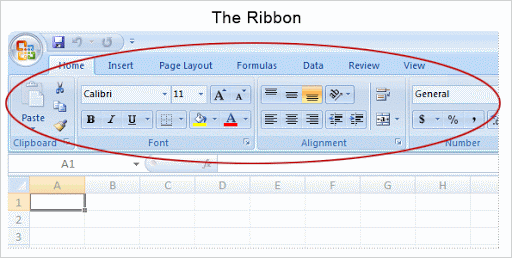 The Ribbon
Home Insert Page Layout Formulas Data Review View
Calibri 11 A A General
Paste B I U A $ % ,
Clipboard Font Alignment Number
A1 fx
A B C D E F G H
1
2
3